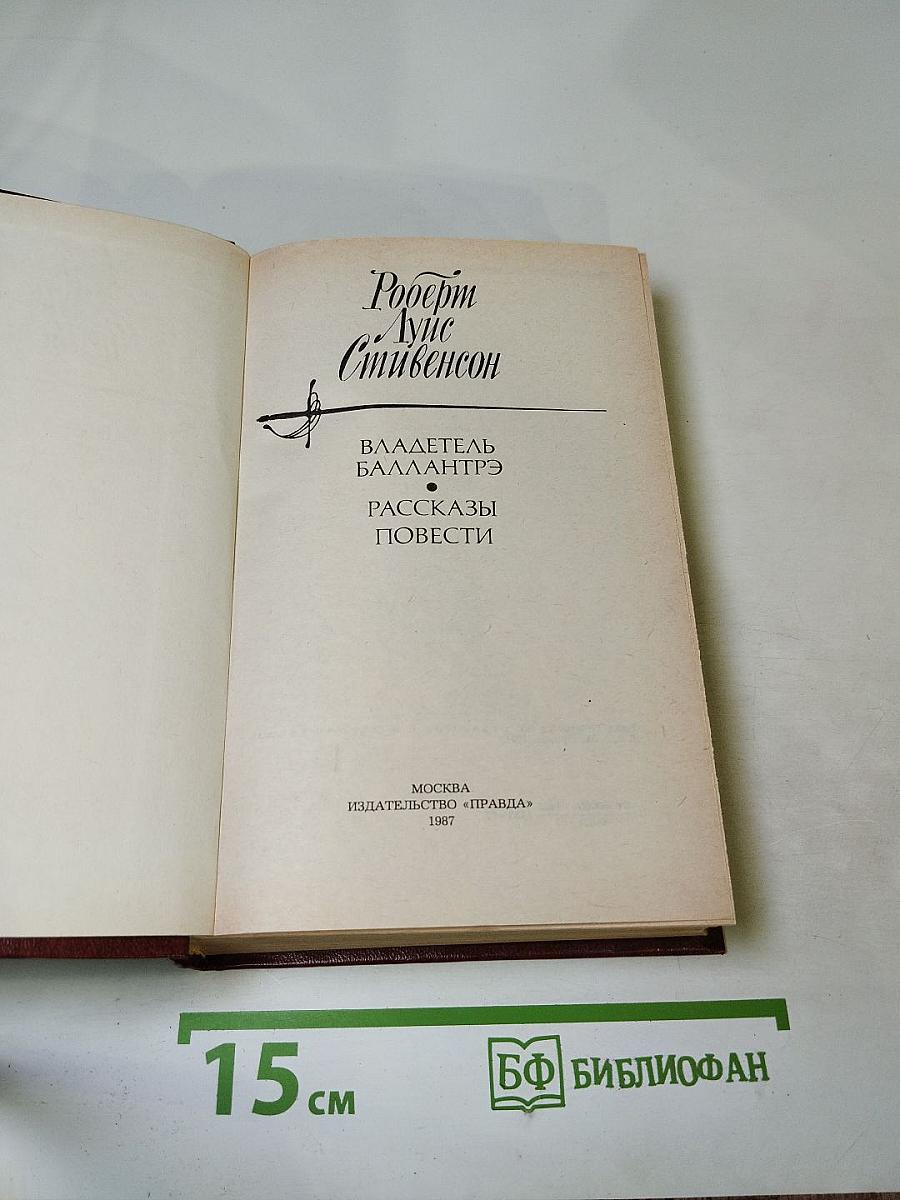 Роберт
Луис
Стивенсон
ВЛАДЕТЕЛЬ
БАЛЛАНТРЭ
•
РАССКАЗЫ
ПОВЕСТИ
МОСКВА
ИЗДАТЕЛЬСТВО «ПРАВДА»
1987
15 см
БФ БИБЛИОФАН